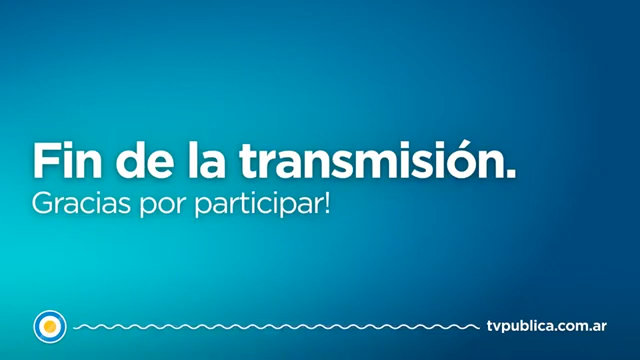 Fin de la transmisión.
Gracias por participar!
tvpublica.com.ar